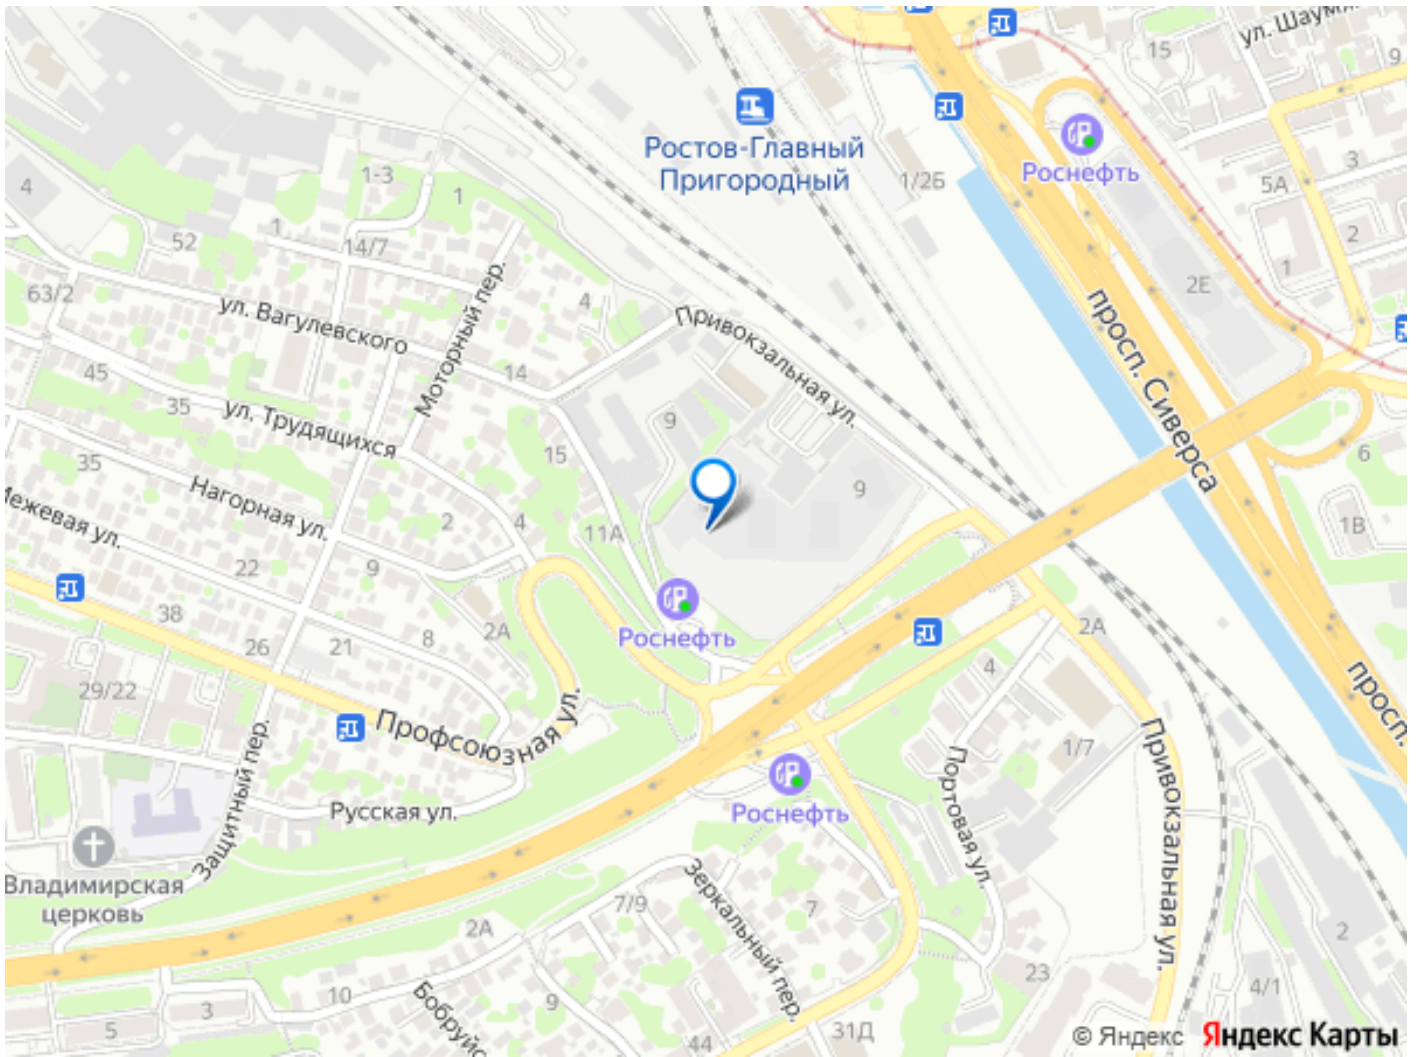 ул. Шаумя
15
9
Ростов-Главный
Пригородный
Роснефть
1/2Б
5А
3
2
1
2Е
4
1-3
1
1
52
14/7
63/2
ул. Вагулевского
Моторный пер.
4
Привокзальная ул.
просп. Сиверса
45
35
14
ул. Трудящихся
9
15
35
Нагорная ул.
Межевая ул.
2
4
11А
9
6
1В
22
9
38
26
21
8
2А
Роснефть
2А
4
29/22
Профсоюзная ул.
просп.
1/7
Привокзальная ул.
Портовая ул.
Роснефть
Русская ул.
Защитный пер.
Владимирская
церковь
Зеркальный пер.
7/9
7
2А
2
23
4/1
10
3
5
Бобруйс
9
44
31Д
© Яндекс Яндекс Карты